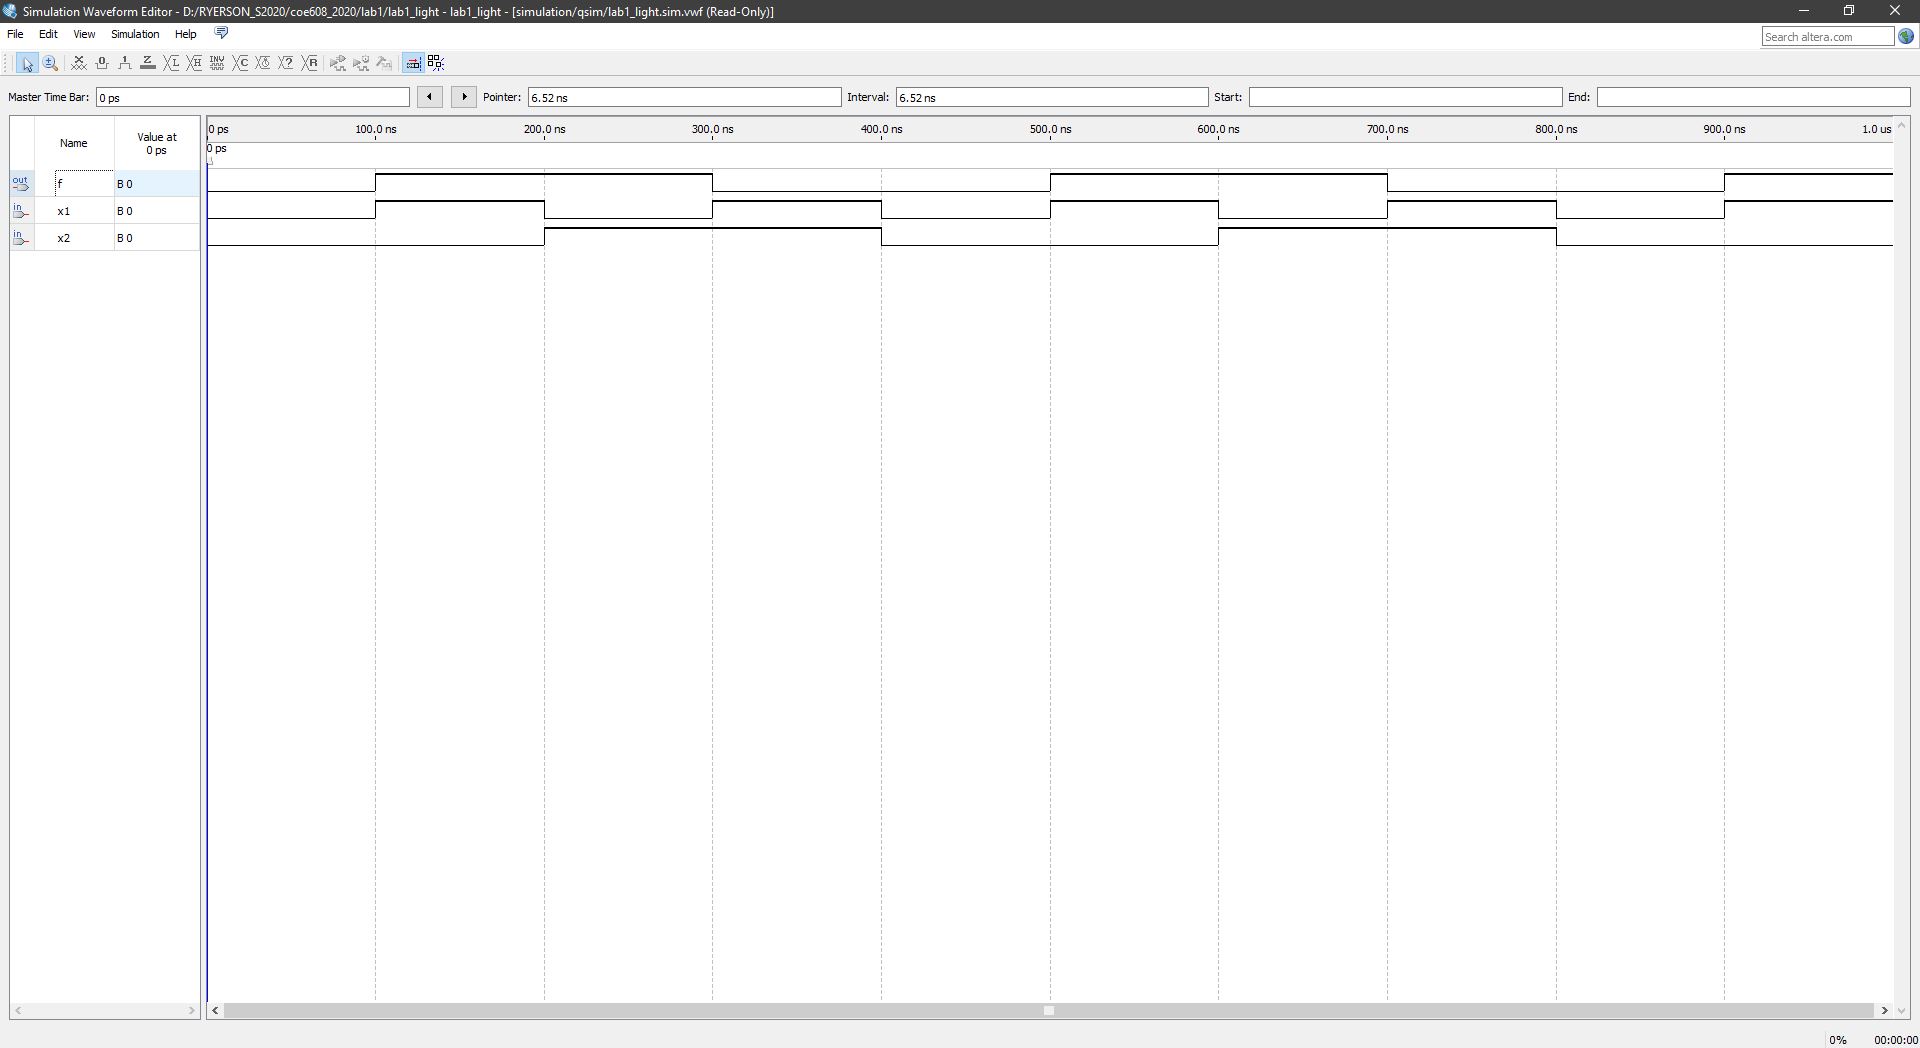 Simulation Waveform Editor - D:/RYERSON_S2020/coe608_2020/lab1/lab1_light - lab1_light - [simulation/qsim/lab1_light.sim.vwf (Read-Only)]
File Edit View Simulation Help
Search altera.com
Master Time Bar: 0 ps Pointer: 6.52 ns Interval: 6.52 ns Start: End:
Name Value at 0 ps
0 ps 100.0 ns 200.0 ns 300.0 ns 400.0 ns 500.0 ns 600.0 ns 700.0 ns 800.0 ns 900.0 ns 1.0 us
0 ps
out f B 0
in x1 B 0
in x2 B 0
0% 00:00:00